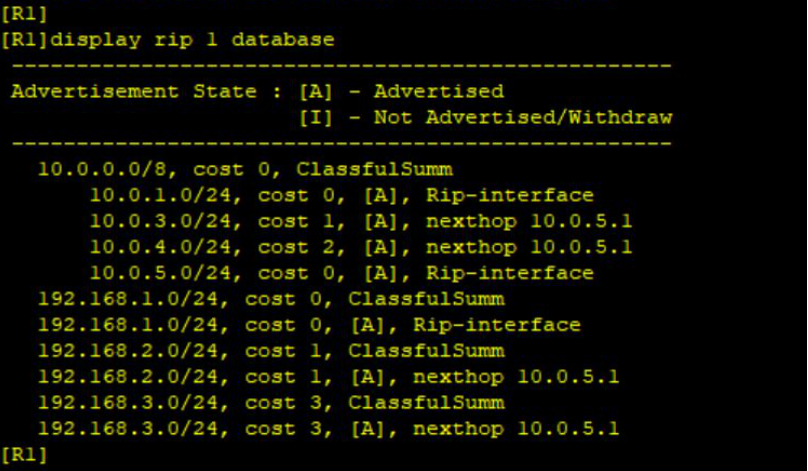 [R1]
[R1]display rip 1 database
---------------------------------------------------
Advertisement State : [A] - Advertised
[I] - Not Advertised/Withdraw
---------------------------------------------------
10.0.0.0/8, cost 0, ClassfulSumm
10.0.1.0/24, cost 0, [A], Rip-interface
10.0.3.0/24, cost 1, [A], nexthop 10.0.5.1
10.0.4.0/24, cost 2, [A], nexthop 10.0.5.1
10.0.5.0/24, cost 0, [A], Rip-interface
192.168.1.0/24, cost 0, ClassfulSumm
192.168.1.0/24, cost 0, [A], Rip-interface
192.168.2.0/24, cost 1, ClassfulSumm
192.168.2.0/24, cost 1, [A], nexthop 10.0.5.1
192.168.3.0/24, cost 3, ClassfulSumm
192.168.3.0/24, cost 3, [A], nexthop 10.0.5.1
[R1]